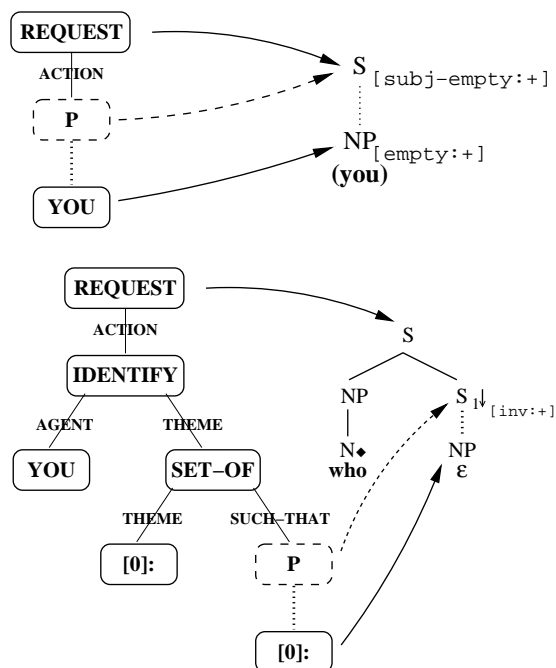 REQUEST
ACTION
S [subj-empty:+]
P
NP [empty:+]
(you)
YOU
REQUEST
ACTION
S
IDENTIFY
NP
S 1↓ [inv:+]
AGENT THEME
YOU
SET-OF
N◆
who
NP
ε
THEME SUCH-THAT
[0]:
P
[0]: